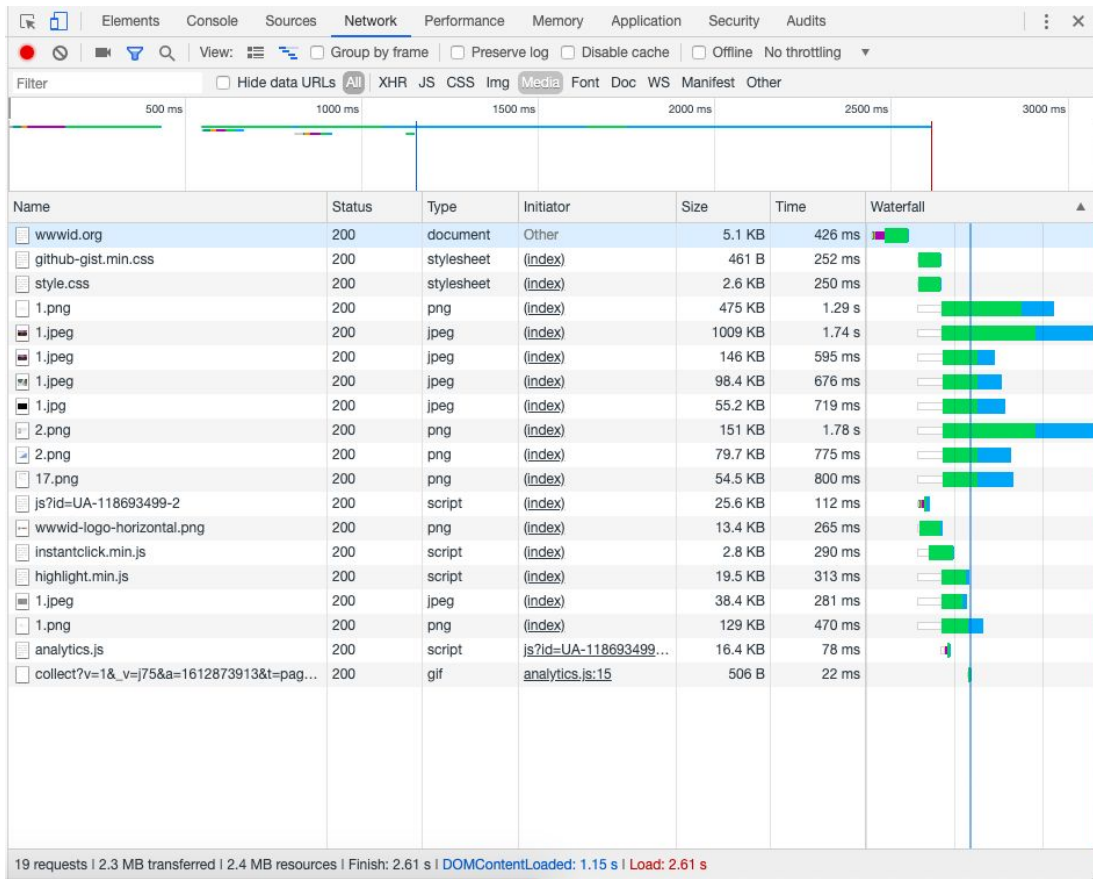 Elements Console Sources Network Performance Memory Application Security Audits
View: Group by frame Preserve log Disable cache Offline No throttling
Filter Hide data URLs All XHR JS CSS Img Media Font Doc WS Manifest Other
500 ms 1000 ms 1500 ms 2000 ms 2500 ms 3000 ms
Name Status Type Initiator Size Time Waterfall
wwwid.org 200 document Other 5.1 KB 426 ms
github-gist.min.css 200 stylesheet (index) 461 B 252 ms
style.css 200 stylesheet (index) 2.6 KB 250 ms
1.png 200 png (index) 475 KB 1.29 s
1.jpeg 200 jpeg (index) 1009 KB 1.74 s
1.jpeg 200 jpeg (index) 146 KB 595 ms
1.jpeg 200 jpeg (index) 98.4 KB 676 ms
1.jpg 200 jpeg (index) 55.2 KB 719 ms
2.png 200 png (index) 151 KB 1.78 s
2.png 200 png (index) 79.7 KB 775 ms
17.png 200 png (index) 54.5 KB 800 ms
js?id=UA-118693499-2 200 script (index) 25.6 KB 112 ms
wwwid-logo-horizontal.png 200 png (index) 13.4 KB 265 ms
instantclick.min.js 200 script (index) 2.8 KB 290 ms
highlight.min.js 200 script (index) 19.5 KB 313 ms
1.jpeg 200 jpeg (index) 38.4 KB 281 ms
1.png 200 png (index) 129 KB 470 ms
analytics.js 200 script js?id=UA-118693499... 16.4 KB 78 ms
collect?v=1&_v=j75&a=1612873913&t=pag... 200 gif analytics.js:15 506 B 22 ms
19 requests | 2.3 MB transferred | 2.4 MB resources | Finish: 2.61 s | DOMContentLoaded: 1.15 s | Load: 2.61 s